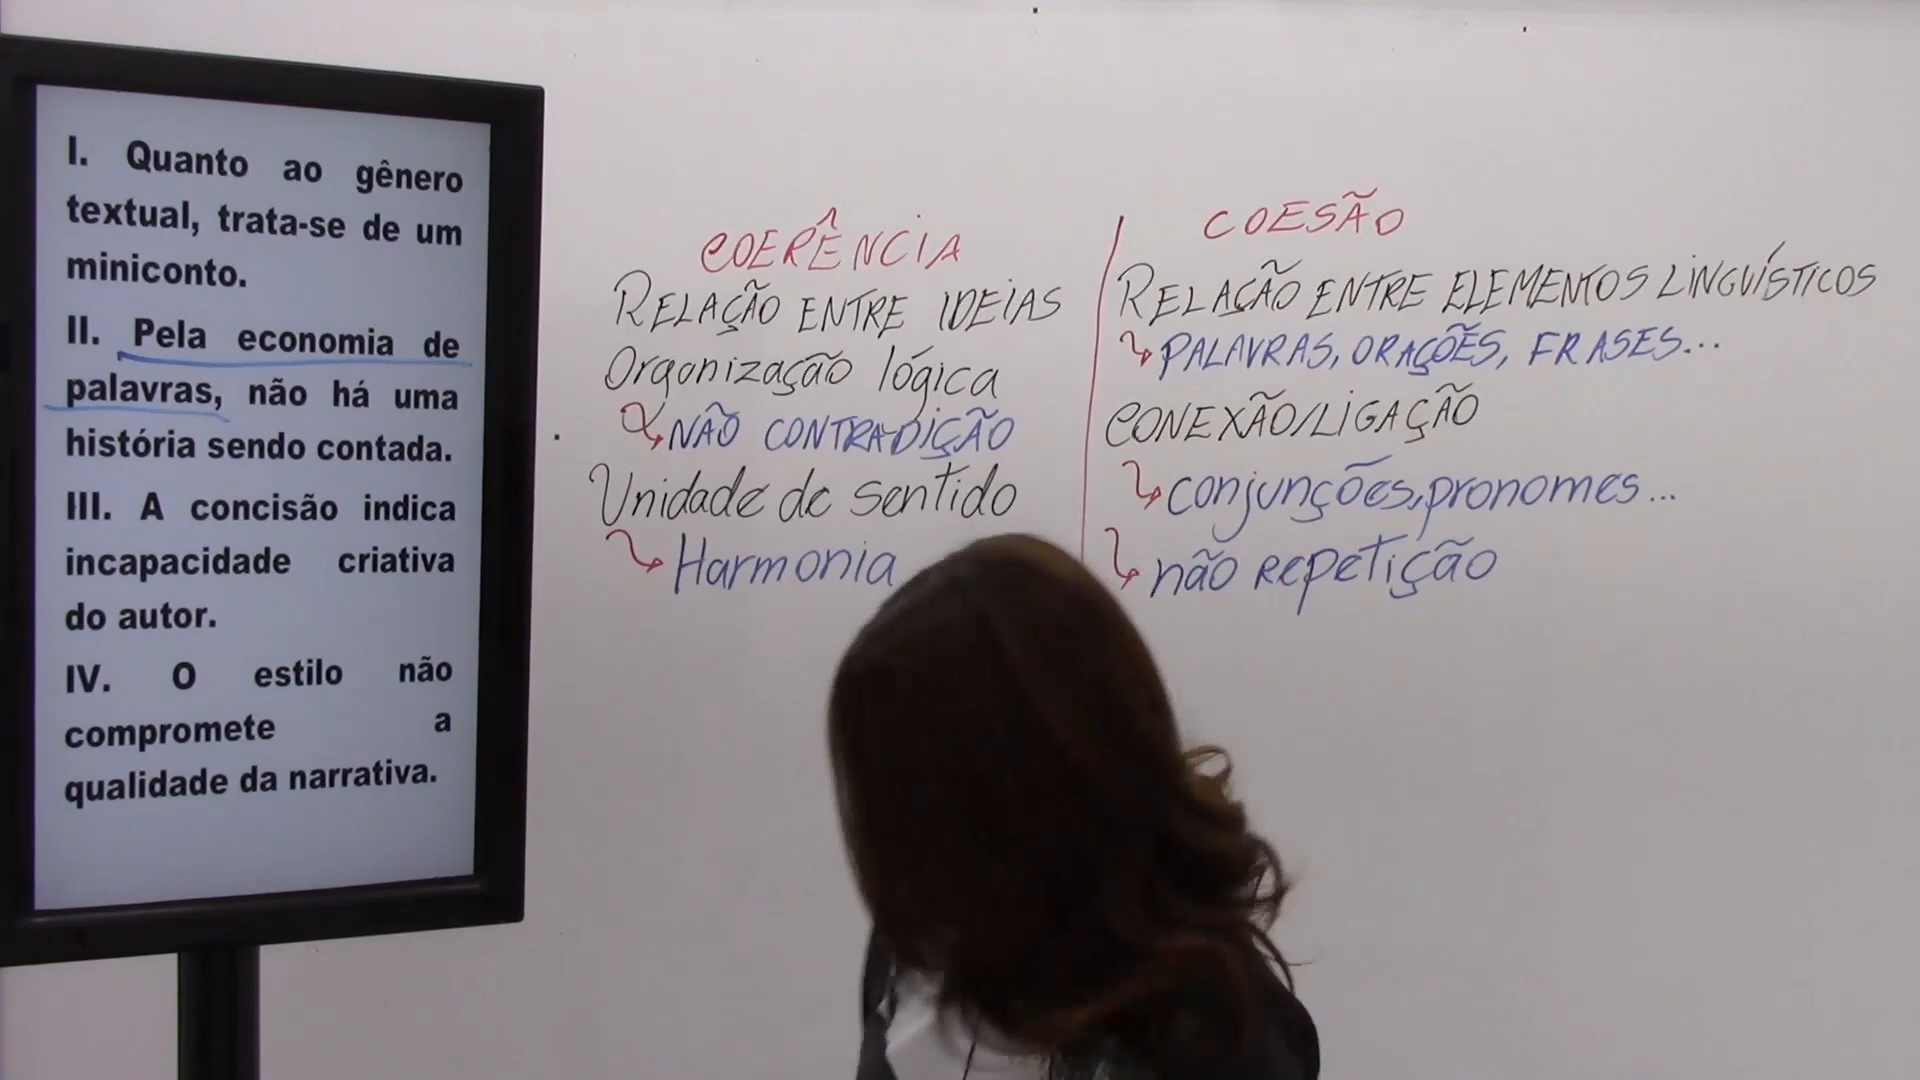 I. Quanto ao gênero
textual, trata-se de um
miniconto.
II. Pela economia de
palavras, não há uma
história sendo contada.
III. A concisão indica
incapacidade criativa
do autor.
IV. O estilo não
compromete a
qualidade da narrativa.
COERÊNCIA
RELAÇÃO ENTRE IDEIAS
Organização lógica
NÃO CONTRADIÇÃO
Unidade de sentido
Harmonia
COESÃO
RELAÇÃO ENTRE ELEMENTOS LINGUÍSTICOS
PALAVRAS, ORAÇÕES, FRASES...
CONEXÃO/LIGAÇÃO
conjunções, pronomes...
não REPETIÇÃO